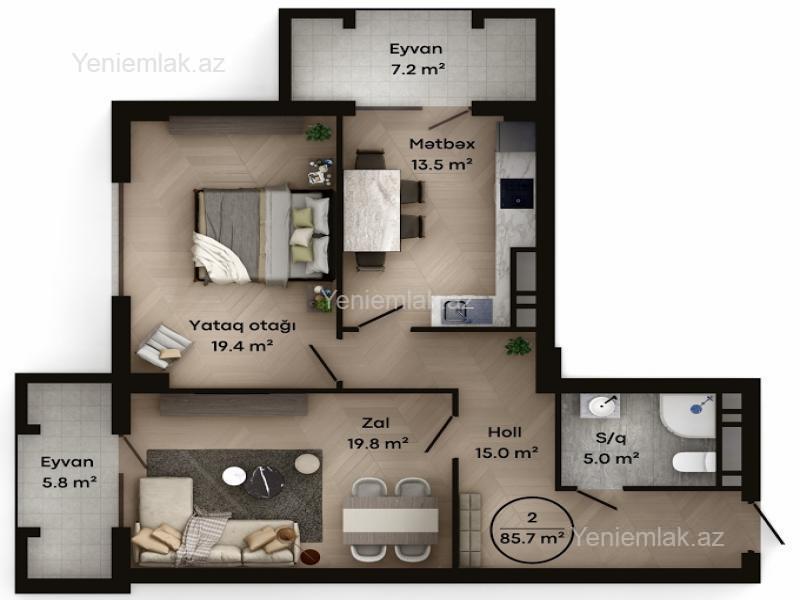 Yeniemlak.az
Eyvan
7.2 m²
Mətbəx
13.5 m²
Yeniemlak.az
Yataq otağı
19.4 m²
Zal
19.8 m²
Holl
15.0 m²
S/q
5.0 m²
Eyvan
5.8 m²
2
85.7 m²
Yeniemlak.az